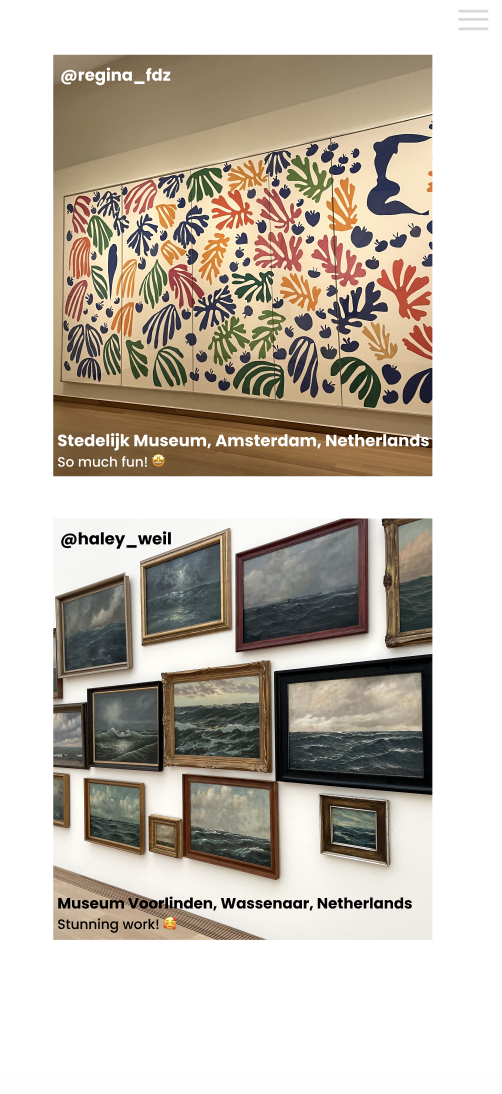 @regina_fdz
Stedelijk Museum, Amsterdam, Netherlands
So much fun! 🤩
@haley_weil
Museum Voorlinden, Wassenaar, Netherlands
Stunning work! 🥰